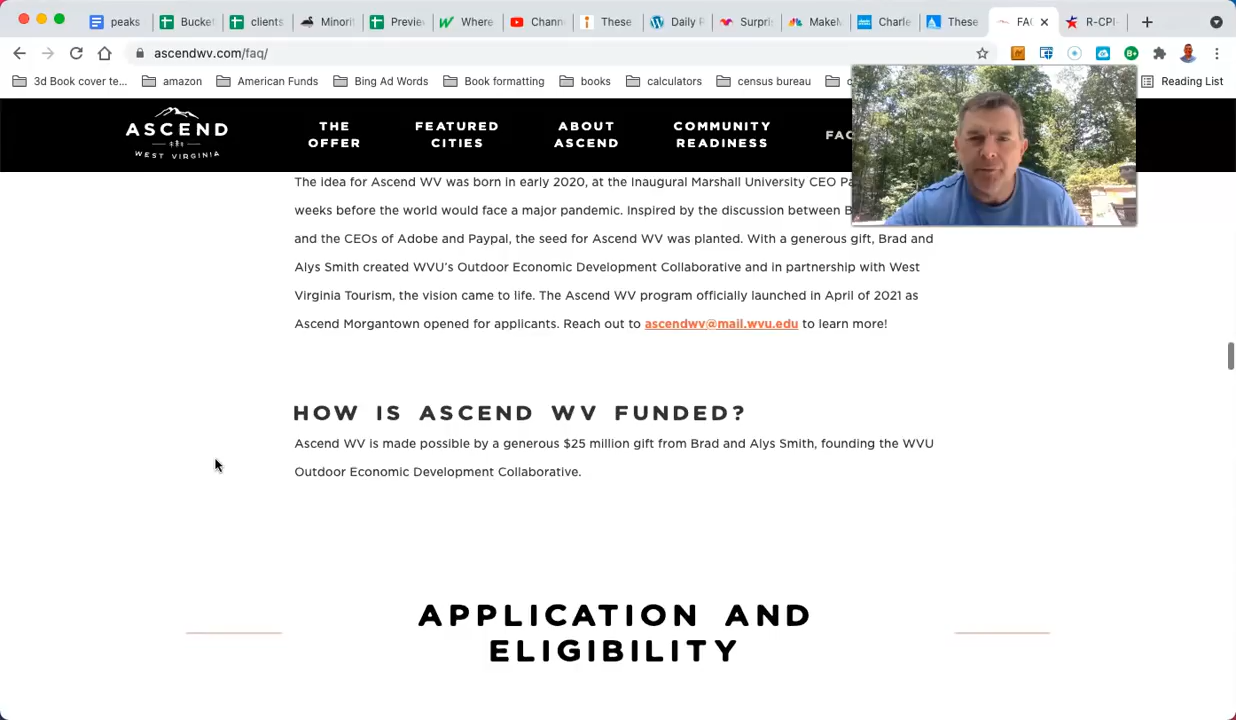 peaks
Bucket
clients
Minorit
Previe
Where
Chann
These
Daily R
Surpri
MakeM
Charle
These
FAC
R-CPI-
ascendwv.com/faq/
3d Book cover te...
amazon
American Funds
Bing Ad Words
Book formatting
books
calculators
census bureau
Reading List
ASCEND
WEST VIRGINIA
THE OFFER
FEATURED CITIES
ABOUT ASCEND
COMMUNITY READINESS
FAQ
The idea for Ascend WV was born in early 2020, at the Inaugural Marshall University CEO Pa
weeks before the world would face a major pandemic. Inspired by the discussion between B
and the CEOs of Adobe and Paypal, the seed for Ascend WV was planted. With a generous gift, Brad and
Alys Smith created WVU's Outdoor Economic Development Collaborative and in partnership with West
Virginia Tourism, the vision came to life. The Ascend WV program officially launched in April of 2021 as
Ascend Morgantown opened for applicants. Reach out to ascendwv@mail.wvu.edu to learn more!
HOW IS ASCEND WV FUNDED?
Ascend WV is made possible by a generous $25 million gift from Brad and Alys Smith, founding the WVU
Outdoor Economic Development Collaborative.
APPLICATION AND
ELIGIBILITY